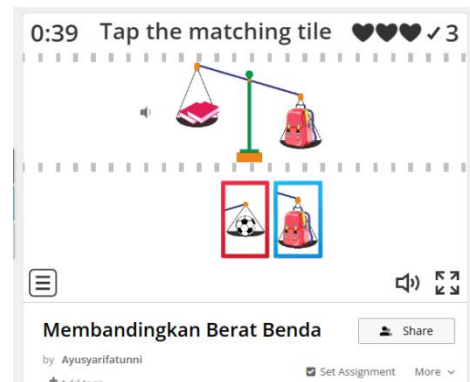 0:39 Tap the matching tile ✓ 3
Membandingkan Berat Benda
Share
by Ayusyarifatunni
Set Assignment More